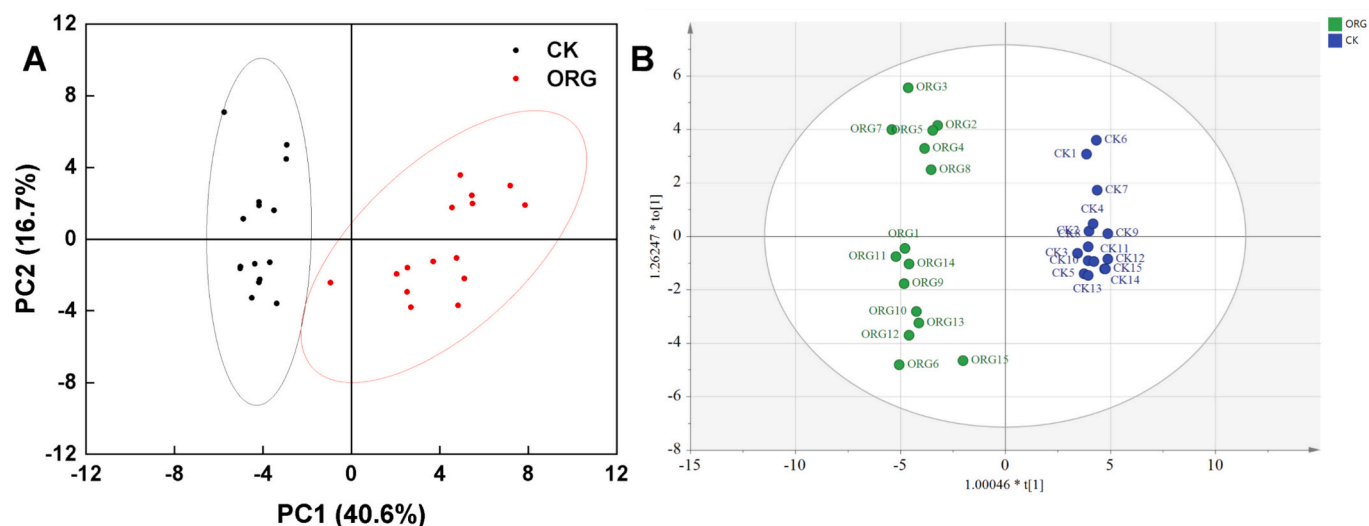 A
CK
ORG
12
8
4
0
-4
-8
-12
-12
-8
-4
0
4
8
12
PC2 (16.7%)
PC1 (40.6%)
B
ORG
CK
6
4
2
0
-2
-4
-6
-8
-15
-10
-5
0
5
10
1.26247 * to[1]
1.00046 * t[1]
ORG3
ORG7
ORG5
ORG2
ORG4
ORG8
ORG1
ORG11
ORG14
ORG9
ORG10
ORG13
ORG12
ORG6
ORG15
CK6
CK1
CK7
CK4
CK2
CK8
CK9
CK3
CK11
CK10
CK12
CK5
CK15
CK14
CK13